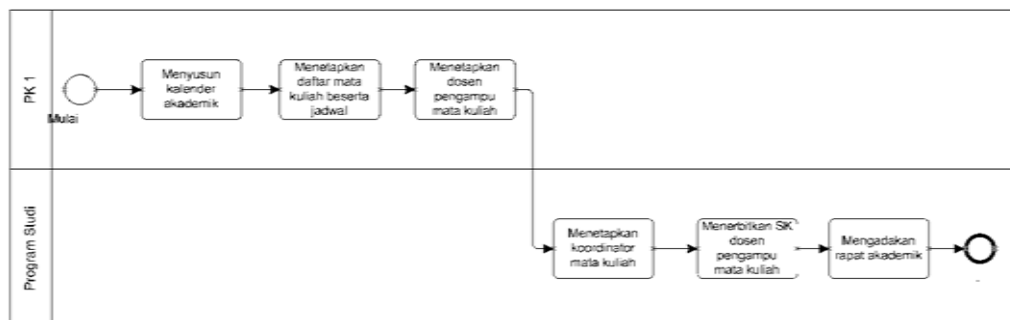 PK 1
Mulai
Menyusun
kalender
akademik
Menetapkan
daftar mata
kuliah beserta
jadwal
Menetapkan
dosen
pengampu
mata kuliah
Program Studi
Menetapkan
koordinator
mata kuliah
Menerbitkan SK
dosen
pengampu
mata kuliah
Mengadakan
rapat akademik